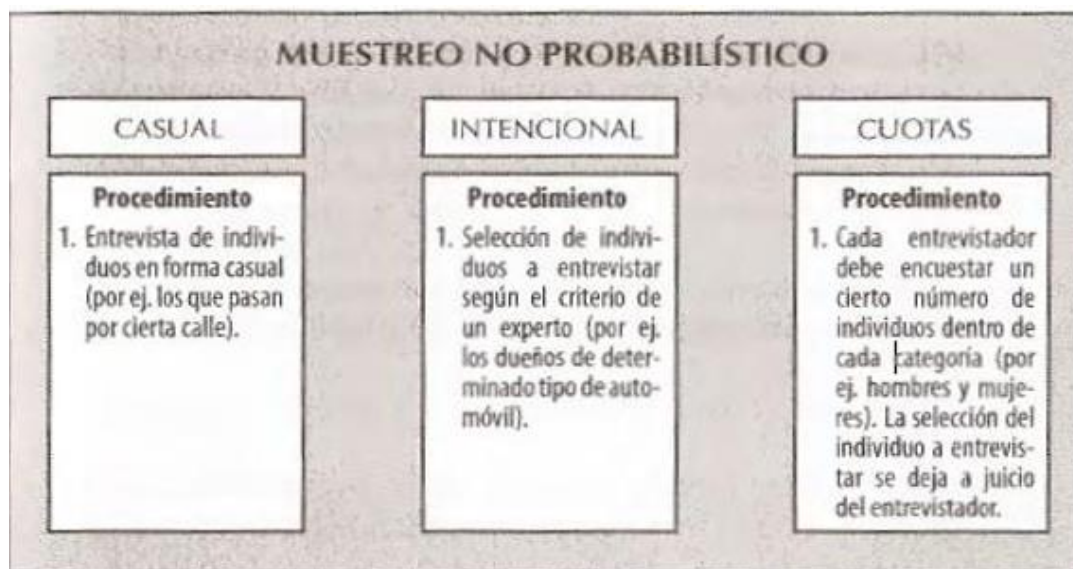 MUESTREO NO PROBABILÍSTICO
CASUAL
Procedimiento
1. Entrevista de indivi-
duos en forma casual
(por ej. los que pasan
por cierta calle).
INTENCIONAL
Procedimiento
1. Selección de indivi-
duos a entrevistar
según el criterio de
un experto (por ej.
los dueños de deter-
minado tipo de auto-
móvil).
CUOTAS
Procedimiento
1. Cada entrevistador
debe encuestar un
cierto número de
individuos dentro de
cada categoría (por
ej. hombres y muje-
res). La selección del
individuo a entrevis-
tar se deja a juicio
del entrevistador.